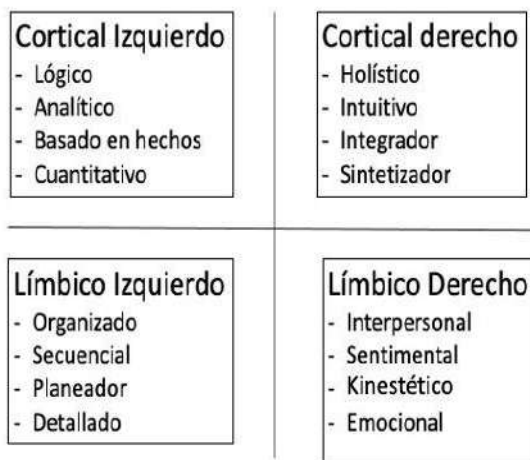 Cortical Izquierdo
- Lógico
- Analítico
- Basado en hechos
- Cuantitativo
Cortical derecho
- Holístico
- Intuitivo
- Integrador
- Sintetizador
Límbico Izquierdo
- Organizado
- Secuencial
- Planeador
- Detallado
Límbico Derecho
- Interpersonal
- Sentimental
- Kinestético
- Emocional